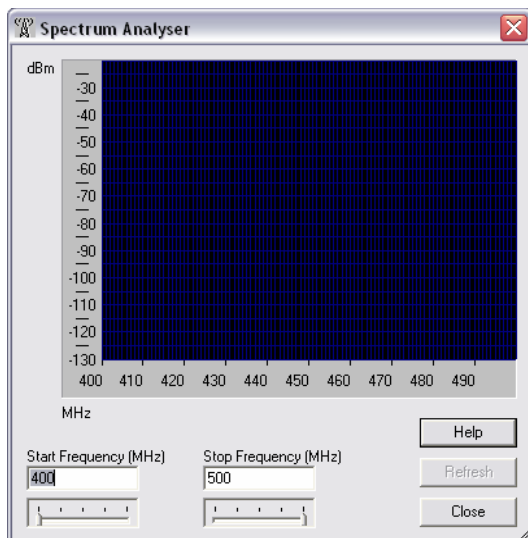 Spectrum Analyser
dBm
-30
-40
-50
-60
-70
-80
-90
-100
-110
-120
-130
400 410 420 430 440 450 460 470 480 490
MHz
Help
Start Frequency (MHz) Stop Frequency (MHz)
400 500
Refresh
Close